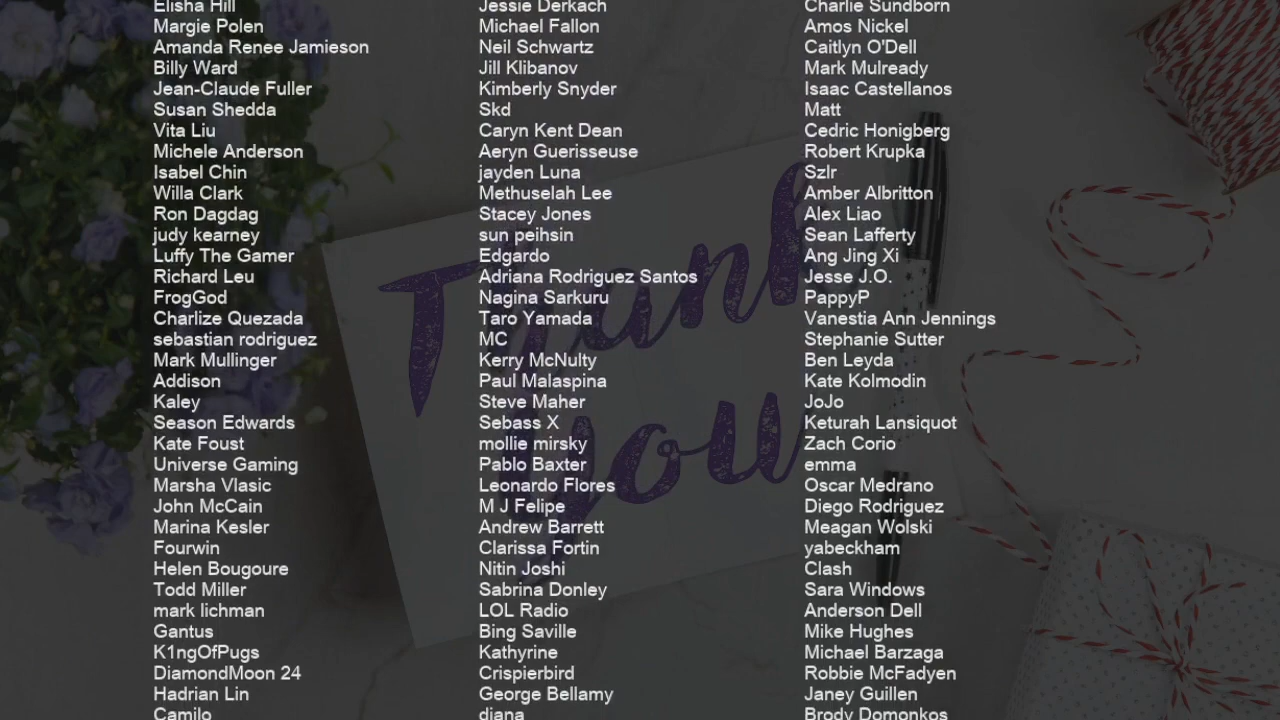 Elisha Hill
Margie Polen
Amanda Renee Jamieson
Billy Ward
Jean-Claude Fuller
Susan Shedda
Vita Liu
Michele Anderson
Isabel Chin
Willa Clark
Ron Dagdag
judy kearney
Luffy The Gamer
Richard Leu
FrogGod
Charlize Quezada
sebastian rodriguez
Mark Mullinger
Addison
Kaley
Season Edwards
Kate Foust
Universe Gaming
Marsha Vlasic
John McCain
Marina Kesler
Fourwin
Helen Bougoure
Todd Miller
mark lichman
Gantus
K1ngOfPugs
DiamondMoon 24
Hadrian Lin
Camilo
Jessie Derkach
Michael Fallon
Neil Schwartz
Jill Klibanov
Kimberly Snyder
Skd
Caryn Kent Dean
Aeryn Guerisseuse
jayden Luna
Methuselah Lee
Stacey Jones
sun peihsin
Edgardo
Adriana Rodriguez Santos
Nagina Sarkuru
Taro Yamada
MC
Kerry McNulty
Paul Malaspina
Steve Maher
Sebass X
mollie mirsky
Pablo Baxter
Leonardo Flores
M J Felipe
Andrew Barrett
Clarissa Fortin
Nitin Joshi
Sabrina Donley
LOL Radio
Bing Saville
Kathyrine
Crispierbird
George Bellamy
diana
Charlie Sundborn
Amos Nickel
Caitlyn O'Dell
Mark Mulready
Isaac Castellanos
Matt
Cedric Honigberg
Robert Krupka
Szlr
Amber Albritton
Alex Liao
Sean Lafferty
Ang Jing Xi
Jesse J.O.
PappyP
Vanestia Ann Jennings
Stephanie Sutter
Ben Leyda
Kate Kolmodin
JoJo
Keturah Lansiquot
Zach Corio
emma
Oscar Medrano
Diego Rodriguez
Meagan Wolski
yabeckham
Clash
Sara Windows
Anderson Dell
Mike Hughes
Michael Barzaga
Robbie McFadyen
Janey Guillen
Brody Domonkos
Thank
you